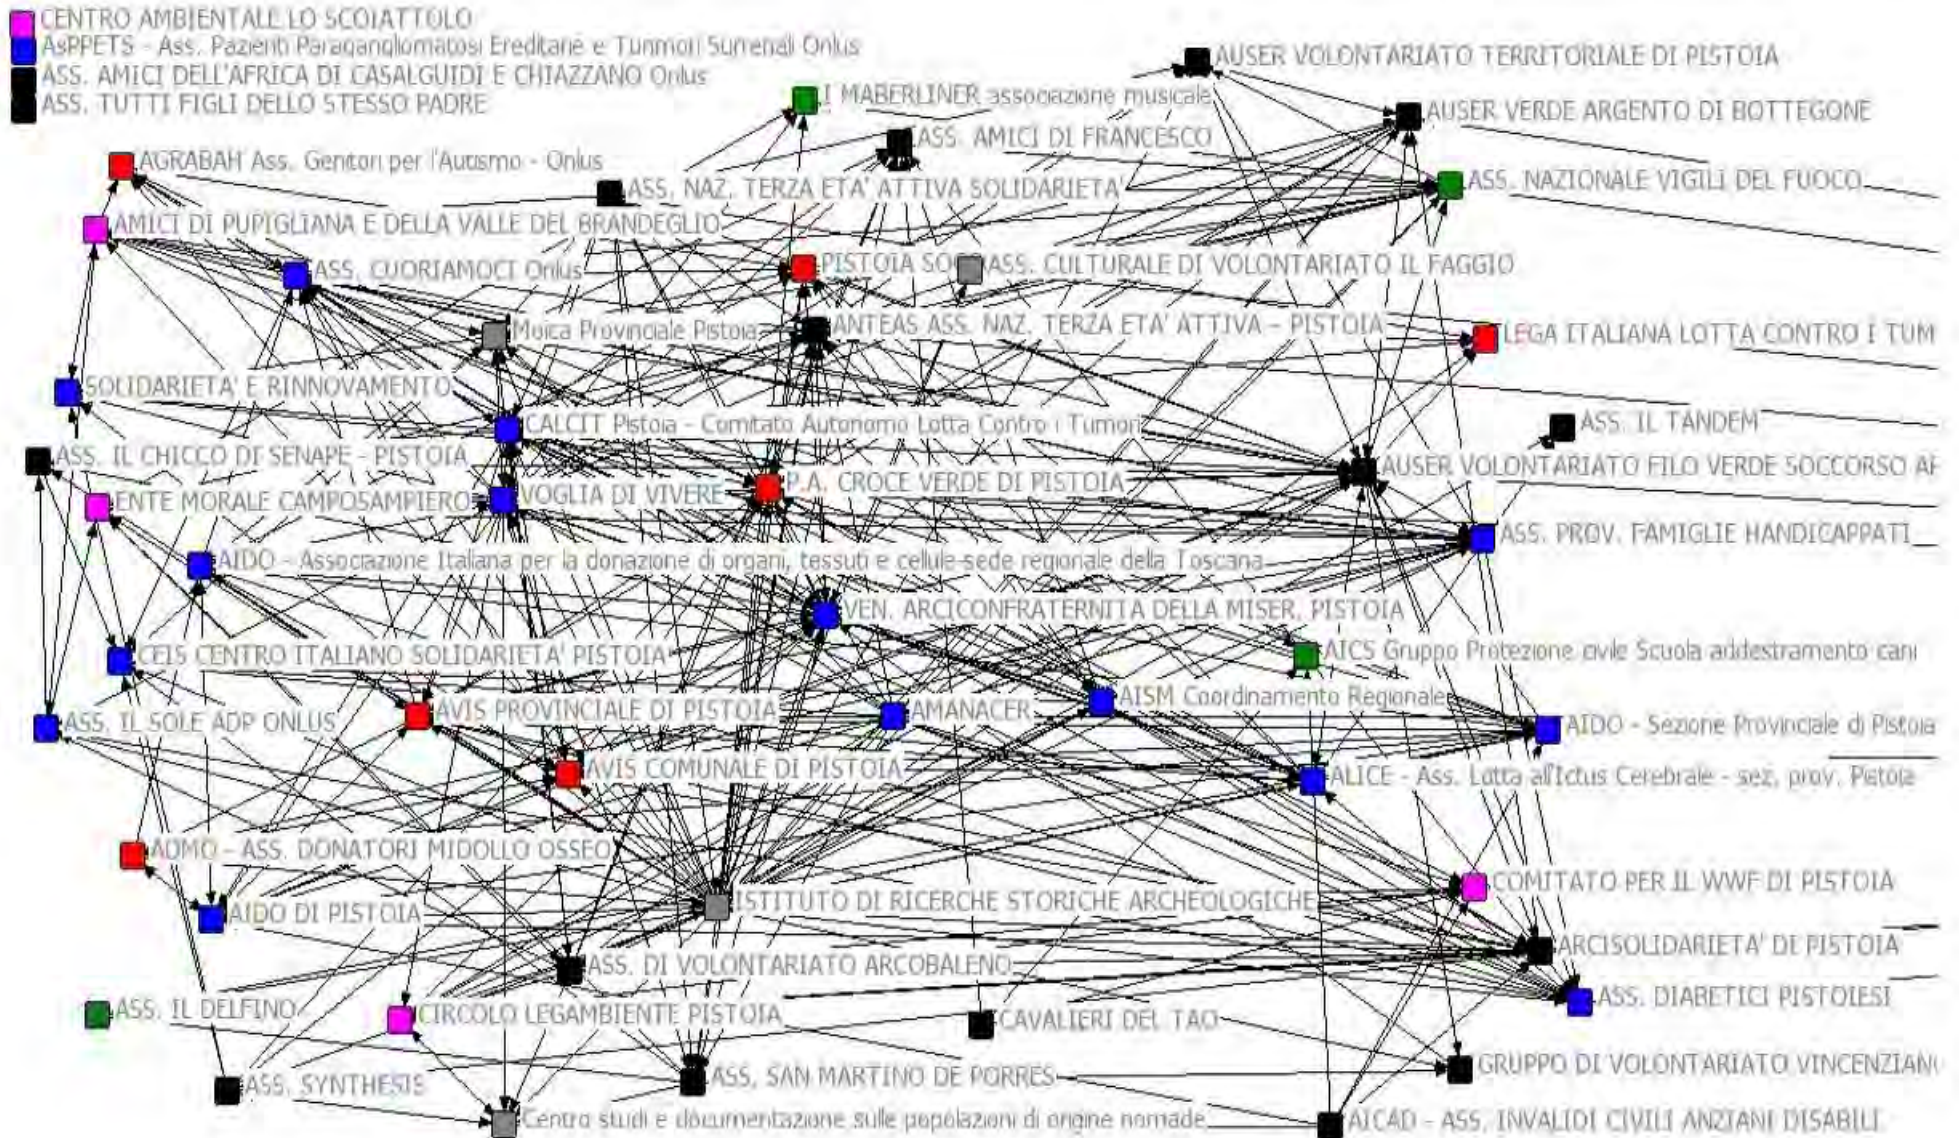 CENTRO AMBIENTALE LO SCOIATTOLO
AsPPETS - Ass. Pazienti Paragangliomatosi Ereditarie e Tunmori Surrenali Onlus
ASS. AMICI DELL'AFRICA DI CASALGUIDI E CHIAZZANO Onlus
ASS. TUTTI FIGLI DELLO STESSO PADRE
AUSER VOLONTARIATO TERRITORIALE DI PISTOIA
I MABERLINER associazione musicale
AUSER VERDE ARGENTO DI BOTTEGONE
ASS. AMICI DI FRANCESCO
AGRABAH Ass. Genitori per l'Autismo - Onlus
ASS. NAZ. TERZA ETA' ATTIVA SOLIDARIETA'
ASS. NAZIONALE VIGILI DEL FUOCO
AMICI DI PUPIGLIANA E DELLA VALLE DEL BRANDEGLIO
ASS. CUORIAMOCI Onlus
PISTOIA SOCC
ASS. CULTURALE DI VOLONTARIATO IL FAGGIO
Moica Provinciale Pistoia
ANTEAS ASS. NAZ. TERZA ETA' ATTIVA - PISTOIA
LEGA ITALIANA LOTTA CONTRO I TUM
SOLIDARIETA' E RINNOVAMENTO
CALCIT Pistoia - Comitato Autonomo Lotta Contro i Tumori
ASS. IL TANDEM
ASS. IL CHICCO DI SENAPE - PISTOIA
AUSER VOLONTARIATO FILO VERDE SOCCORSO
P.A. CROCE VERDE DI PISTOIA
ENTE MORALE CAMPOSAMPIERO
VOGLIA DI VIVERE
ASS. PROV. FAMIGLIE HANDICAPPATI
AIDO - Associazione Italiana per la donazione di organi, tessuti e cellule-sede regionale della Toscana
VEN. ARCICONFRATERNITA DELLA MISER. PISTOIA
CEIS CENTRO ITALIANO SOLIDARIETA' PISTOIA
AICS Gruppo Protezione civile Scuola addestramento cani
AISM Coordinamento Regionale
AVIS PROVINCIALE DI PISTOIA
AMANACER
ASS. IL SOLE ADP ONLUS
AIDO - Sezione Provinciale di Pistoia
AVIS COMUNALE DI PISTOIA
ALICE - Ass. Lotta all'Ictus Cerebrale - sez. prov. Pistoia
ADMO - ASS. DONATORI MIDOLLO OSSEO
COMITATO PER IL WWF DI PISTOIA
ISTITUTO DI RICERCHE STORICHE ARCHEOLOGICHE
AIDO DI PISTOIA
ARCISOLIDARIETA' DI PISTOIA
ASS. DI VOLONTARIATO ARCOBALENO
ASS. DIABETICI PISTOIESI
ASS. IL DELFINO
CIRCOLO LEGAMBIENTE PISTOIA
CAVALIERI DEL TAO
GRUPPO DI VOLONTARIATO VINCENZIANO
ASS. SAN MARTINO DE PORRES
ASS. SYNTHESIS
Centro studi e documentazione sulle popolazioni di origine nomade
AICAD - ASS. INVALIDI CIVILI ANZIANI DISABILI